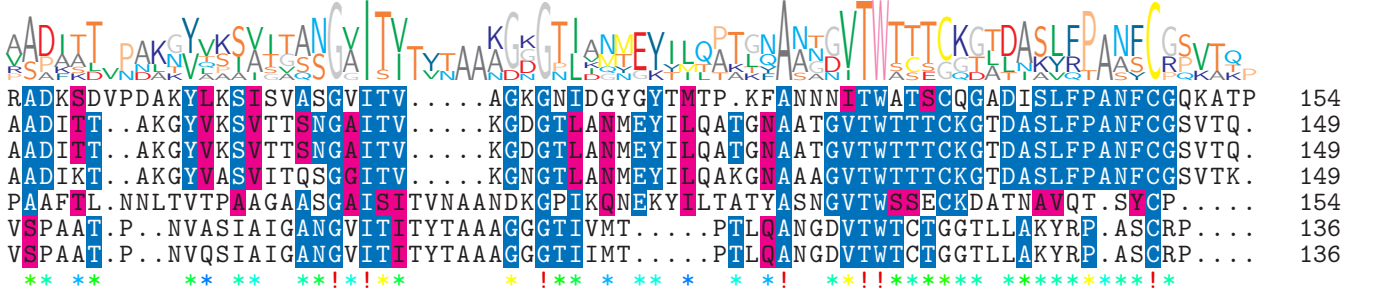 RADKSDVPDAKYLKSISVASGVITV.....AGKGNIDGYGYTMTP.KFANNNITWATSCQGADISLFPANFCGQKATP 154
AADITT..AKGYVKSVTTSNGAITV.....KGDGTLANMEYILQATGNAATGVTWTTTCKGTDASLFPANFCGSVTQ. 149
AADITT..AKGYVKSVTTSNGAITV.....KGDGTLANMEYILQATGNAATGVTWTTTCKGTDASLFPANFCGSVTQ. 149
AADIKT..AKGYVASVITQSGGITV.....KGNGTLANMEYILQAKGNAAAGVTWTTTCKGTDASLFPANFCGSVTK. 149
PAAFTL.NNLTVTPAAGAASGAISITVNAANDKGPIKQNEKYILTATYASNGVTWSSECKDATNAVQT.SYCP..... 154
VSPAAT.P..NVASIAIGANGVITITYTAAAGGGTIVMT.....PTLQANGDVTWTCTGGTLLAKYRP.ASCRP.... 136
VSPAAT.P..NVQSIAIGANGVITITYTAAAGGGTIIMT.....PTLQANGDVTWTCTGGTLLAKYRP.ASCRP.... 136